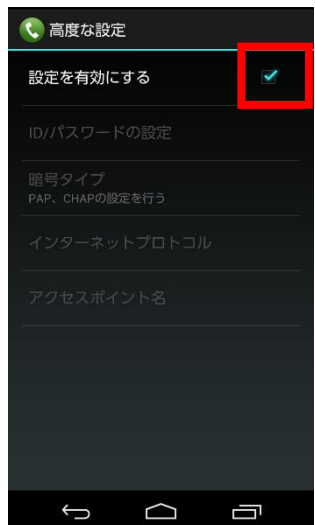 高度な設定
設定を有効にする
ID/パスワードの設定
暗号タイプ
PAP、CHAPの設定を行う
インターネットプロトコル
アクセスポイント名